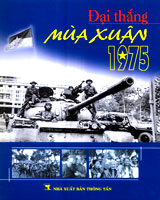 Đại thắng
MÙA XUÂN
1975
NHÀ XUẤT BẢN THÔNG TẤN